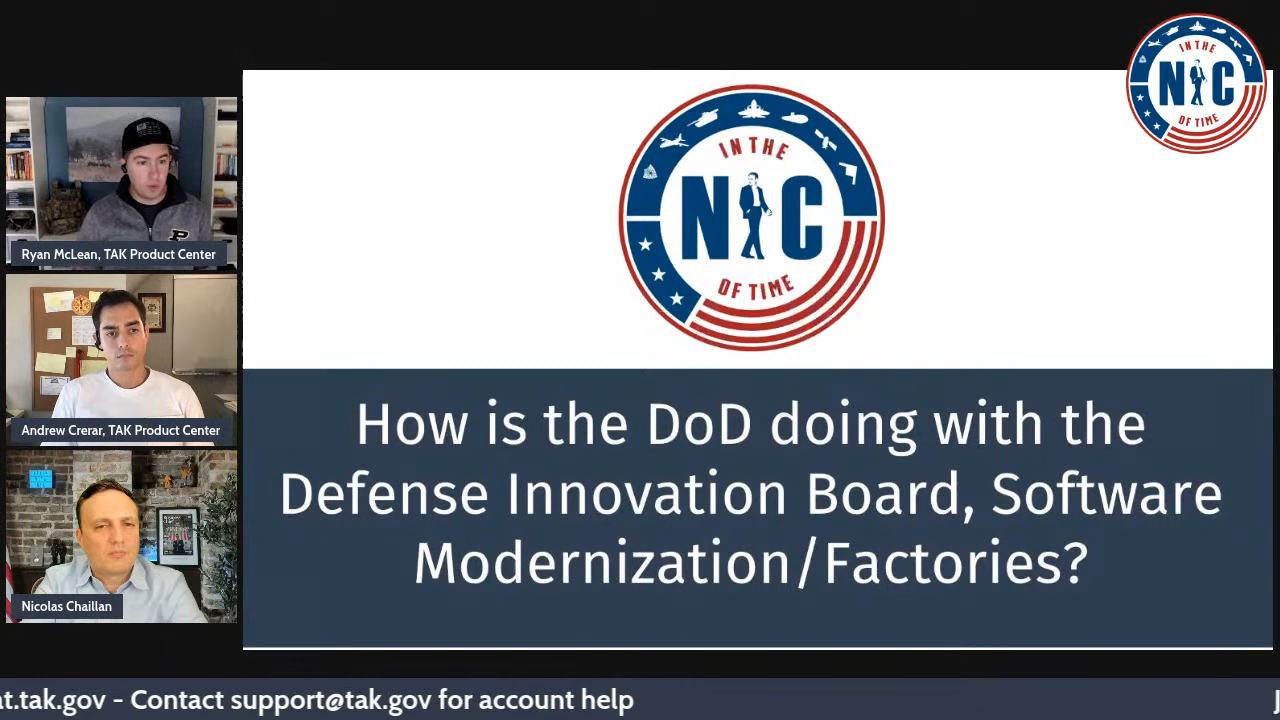 IN THE
NIC
OF TIME
IN THE
NIC
OF TIME
Ryan McLean, TAK Product Center
Andrew Crerar, TAK Product Center
Nicolas Chaillan
How is the DoD doing with the
Defense Innovation Board, Software
Modernization/Factories?
at.tak.gov - Contact support@tak.gov for account help